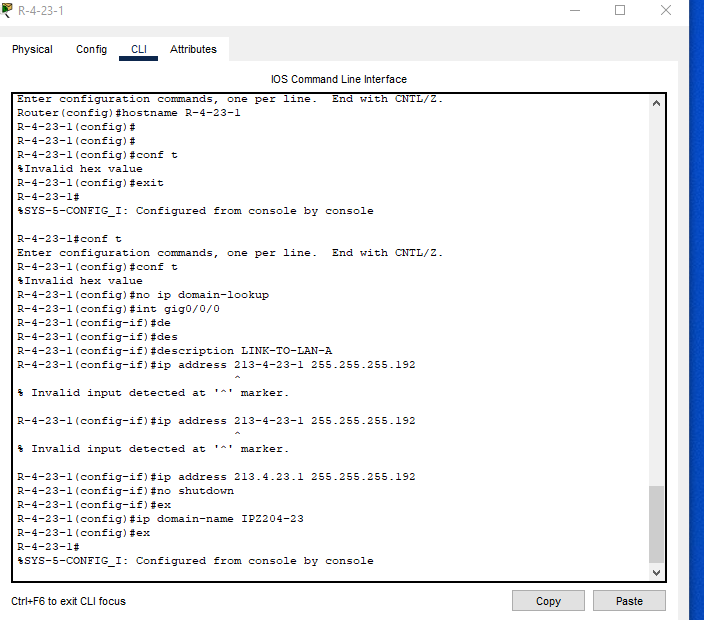 R-4-23-1
Physical Config CLI Attributes
IOS Command Line Interface
Enter configuration commands, one per line.  End with CNTL/Z.
Router(config)#hostname R-4-23-1
R-4-23-1(config)#
R-4-23-1(config)#
R-4-23-1(config)#conf t
%Invalid hex value
R-4-23-1(config)#exit
R-4-23-1#
%SYS-5-CONFIG_I: Configured from console by console
R-4-23-1#conf t
Enter configuration commands, one per line.  End with CNTL/Z.
R-4-23-1(config)#conf t
%Invalid hex value
R-4-23-1(config)#no ip domain-lookup
R-4-23-1(config)#int gig0/0/0
R-4-23-1(config-if)#de
R-4-23-1(config-if)#des
R-4-23-1(config-if)#description LINK-TO-LAN-A
R-4-23-1(config-if)#ip address 213-4-23-1 255.255.255.192
^
% Invalid input detected at '^' marker.
R-4-23-1(config-if)#ip address 213-4-23-1 255.255.255.192
^
% Invalid input detected at '^' marker.
R-4-23-1(config-if)#ip address 213.4.23.1 255.255.255.192
R-4-23-1(config-if)#no shutdown
R-4-23-1(config-if)#ex
R-4-23-1(config)#ip domain-name IPZ204-23
R-4-23-1(config)#ex
R-4-23-1#
%SYS-5-CONFIG_I: Configured from console by console
Ctrl+F6 to exit CLI focus
Copy Paste